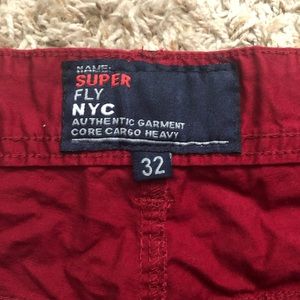 NAME:
SUPER
FLY
NYC
AUTHENTIC GARMENT
CORE CARGO HEAVY
32